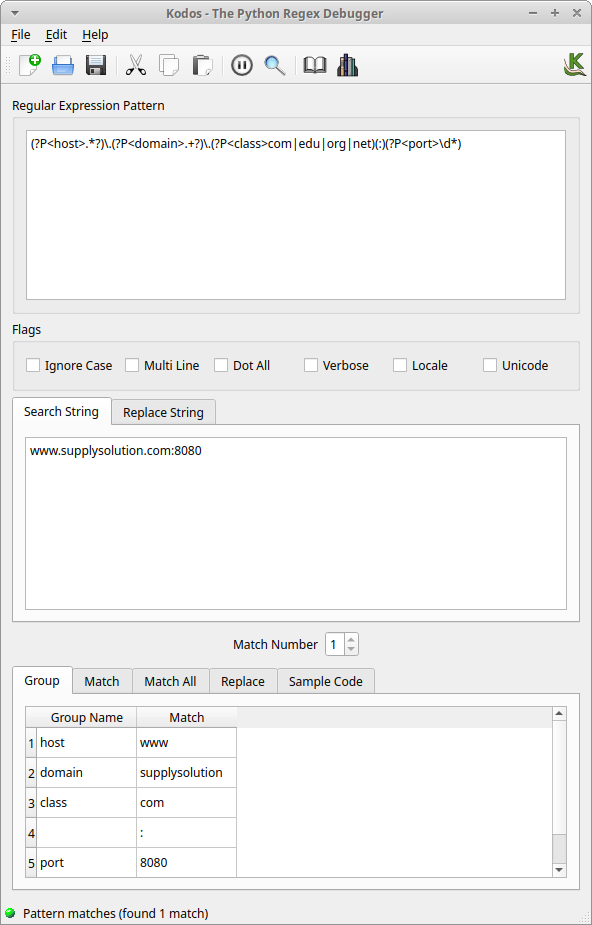 Kodos - The Python Regex Debugger
File Edit Help
Regular Expression Pattern
(?P<host>.*?)\.(?P<domain>.+?)\.(?P<class>com|edu|org|net)(:)(?P<port>\d*)
Flags
Ignore Case Multi Line Dot All Verbose Locale Unicode
Search String Replace String
www.supplysolution.com:8080
Match Number 1
Group Match Match All Replace Sample Code
Group Name Match
1 host www
2 domain supplysolution
3 class com
4 :
5 port 8080
Pattern matches (found 1 match)